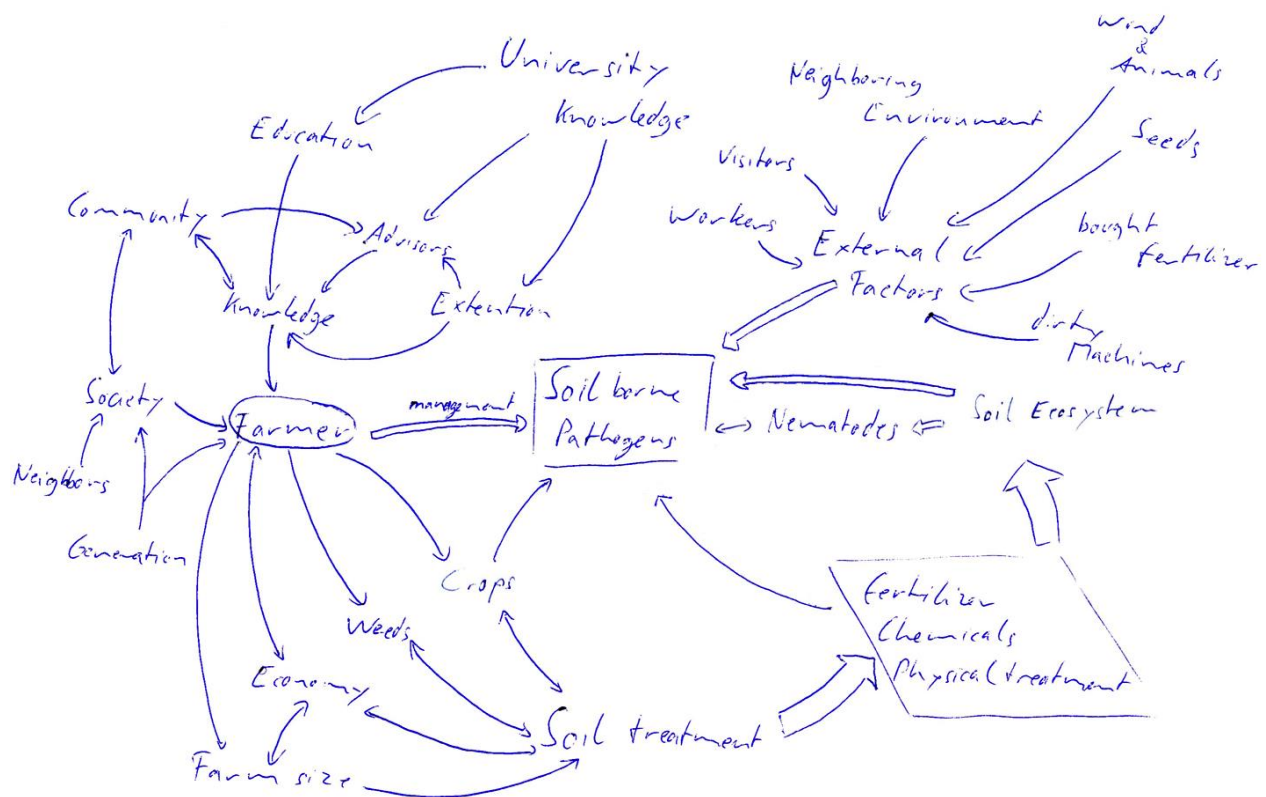 Wind
&
Animals
University
Knowledge
Neighboring
Environment
Education
Seeds
Visitors
Workers
Community
Advisors
External
Factors
bought
fertilizer
Knowledge
Extention
dirty
Machines
Society
Farmer
management
Soil borne
Pathogens
Nematodes
Soil Ecosystem
Neighbors
Generation
Crops
Fertilizer
Chemicals
Physical treatment
Weeds
Economy
Soil treatment
Farm size